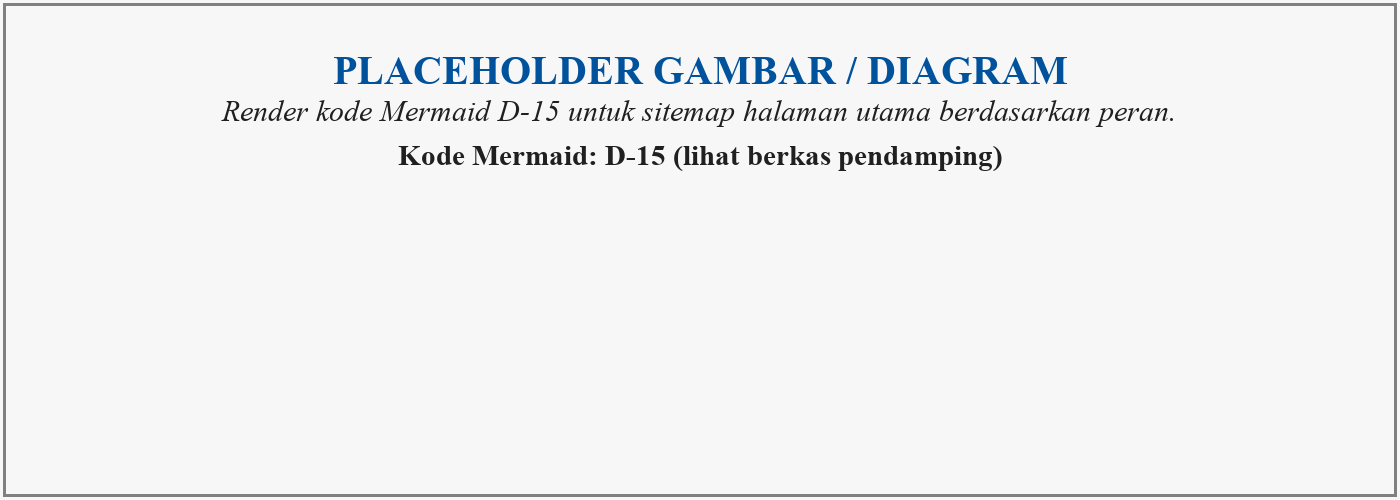 PLACEHOLDER GAMBAR / DIAGRAM
Render kode Mermaid D-15 untuk sitemap halaman utama berdasarkan peran.
Kode Mermaid: D-15 (lihat berkas pendamping)